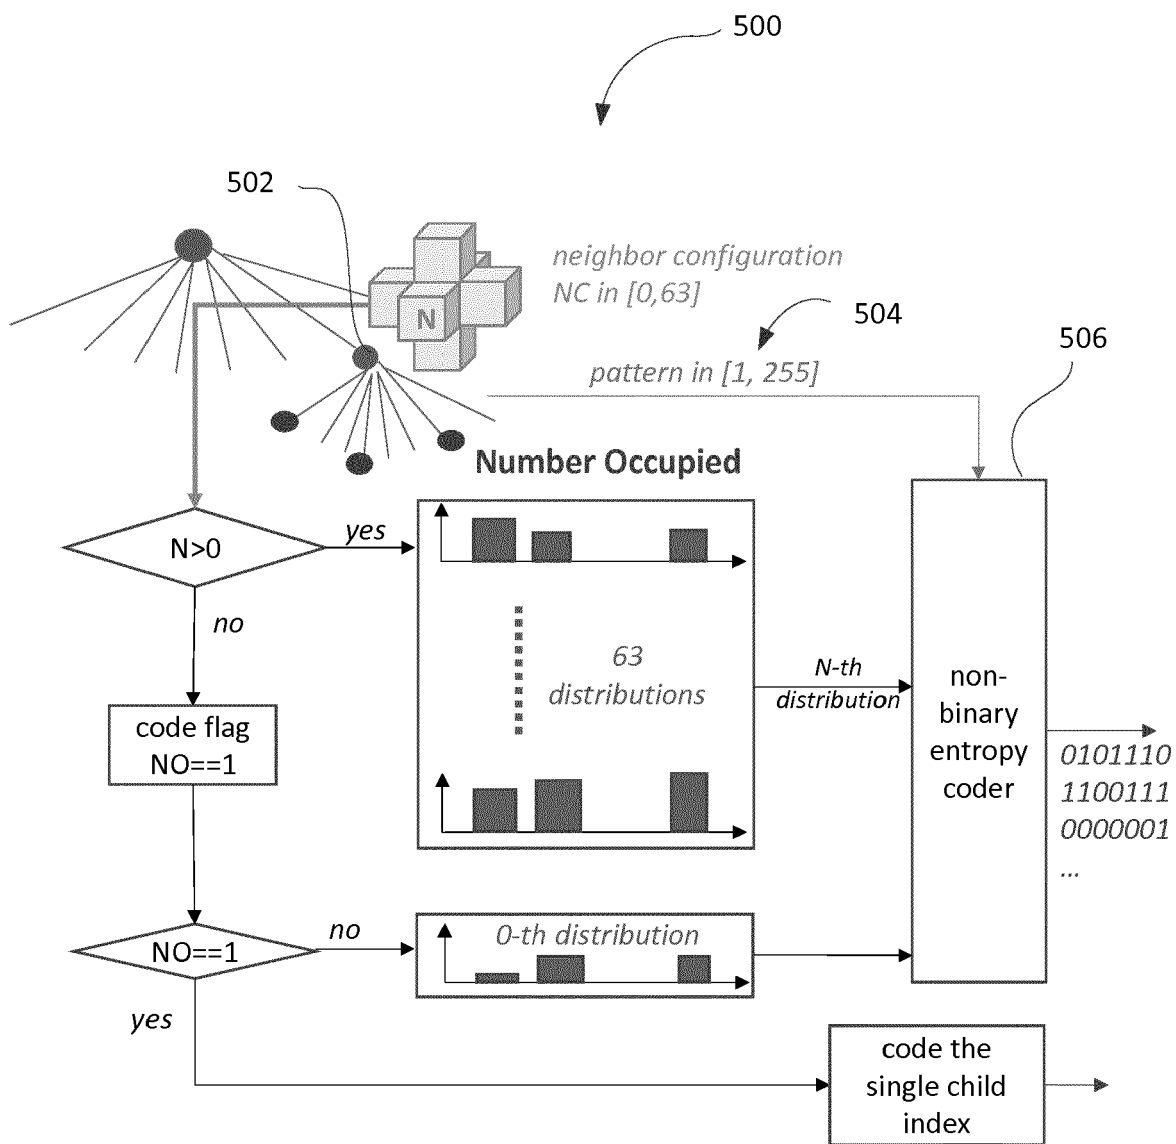 500
502
neighbor configuration
NC in [0,63]
N
504
506
pattern in [1, 255]
Number Occupied
N>0
yes
no
63
distributions
N-th
distribution
non-
binary
entropy
coder
code flag
NO==1
0101110
1100111
0000001
...
NO==1
no
0-th distribution
yes
code the
single child
index